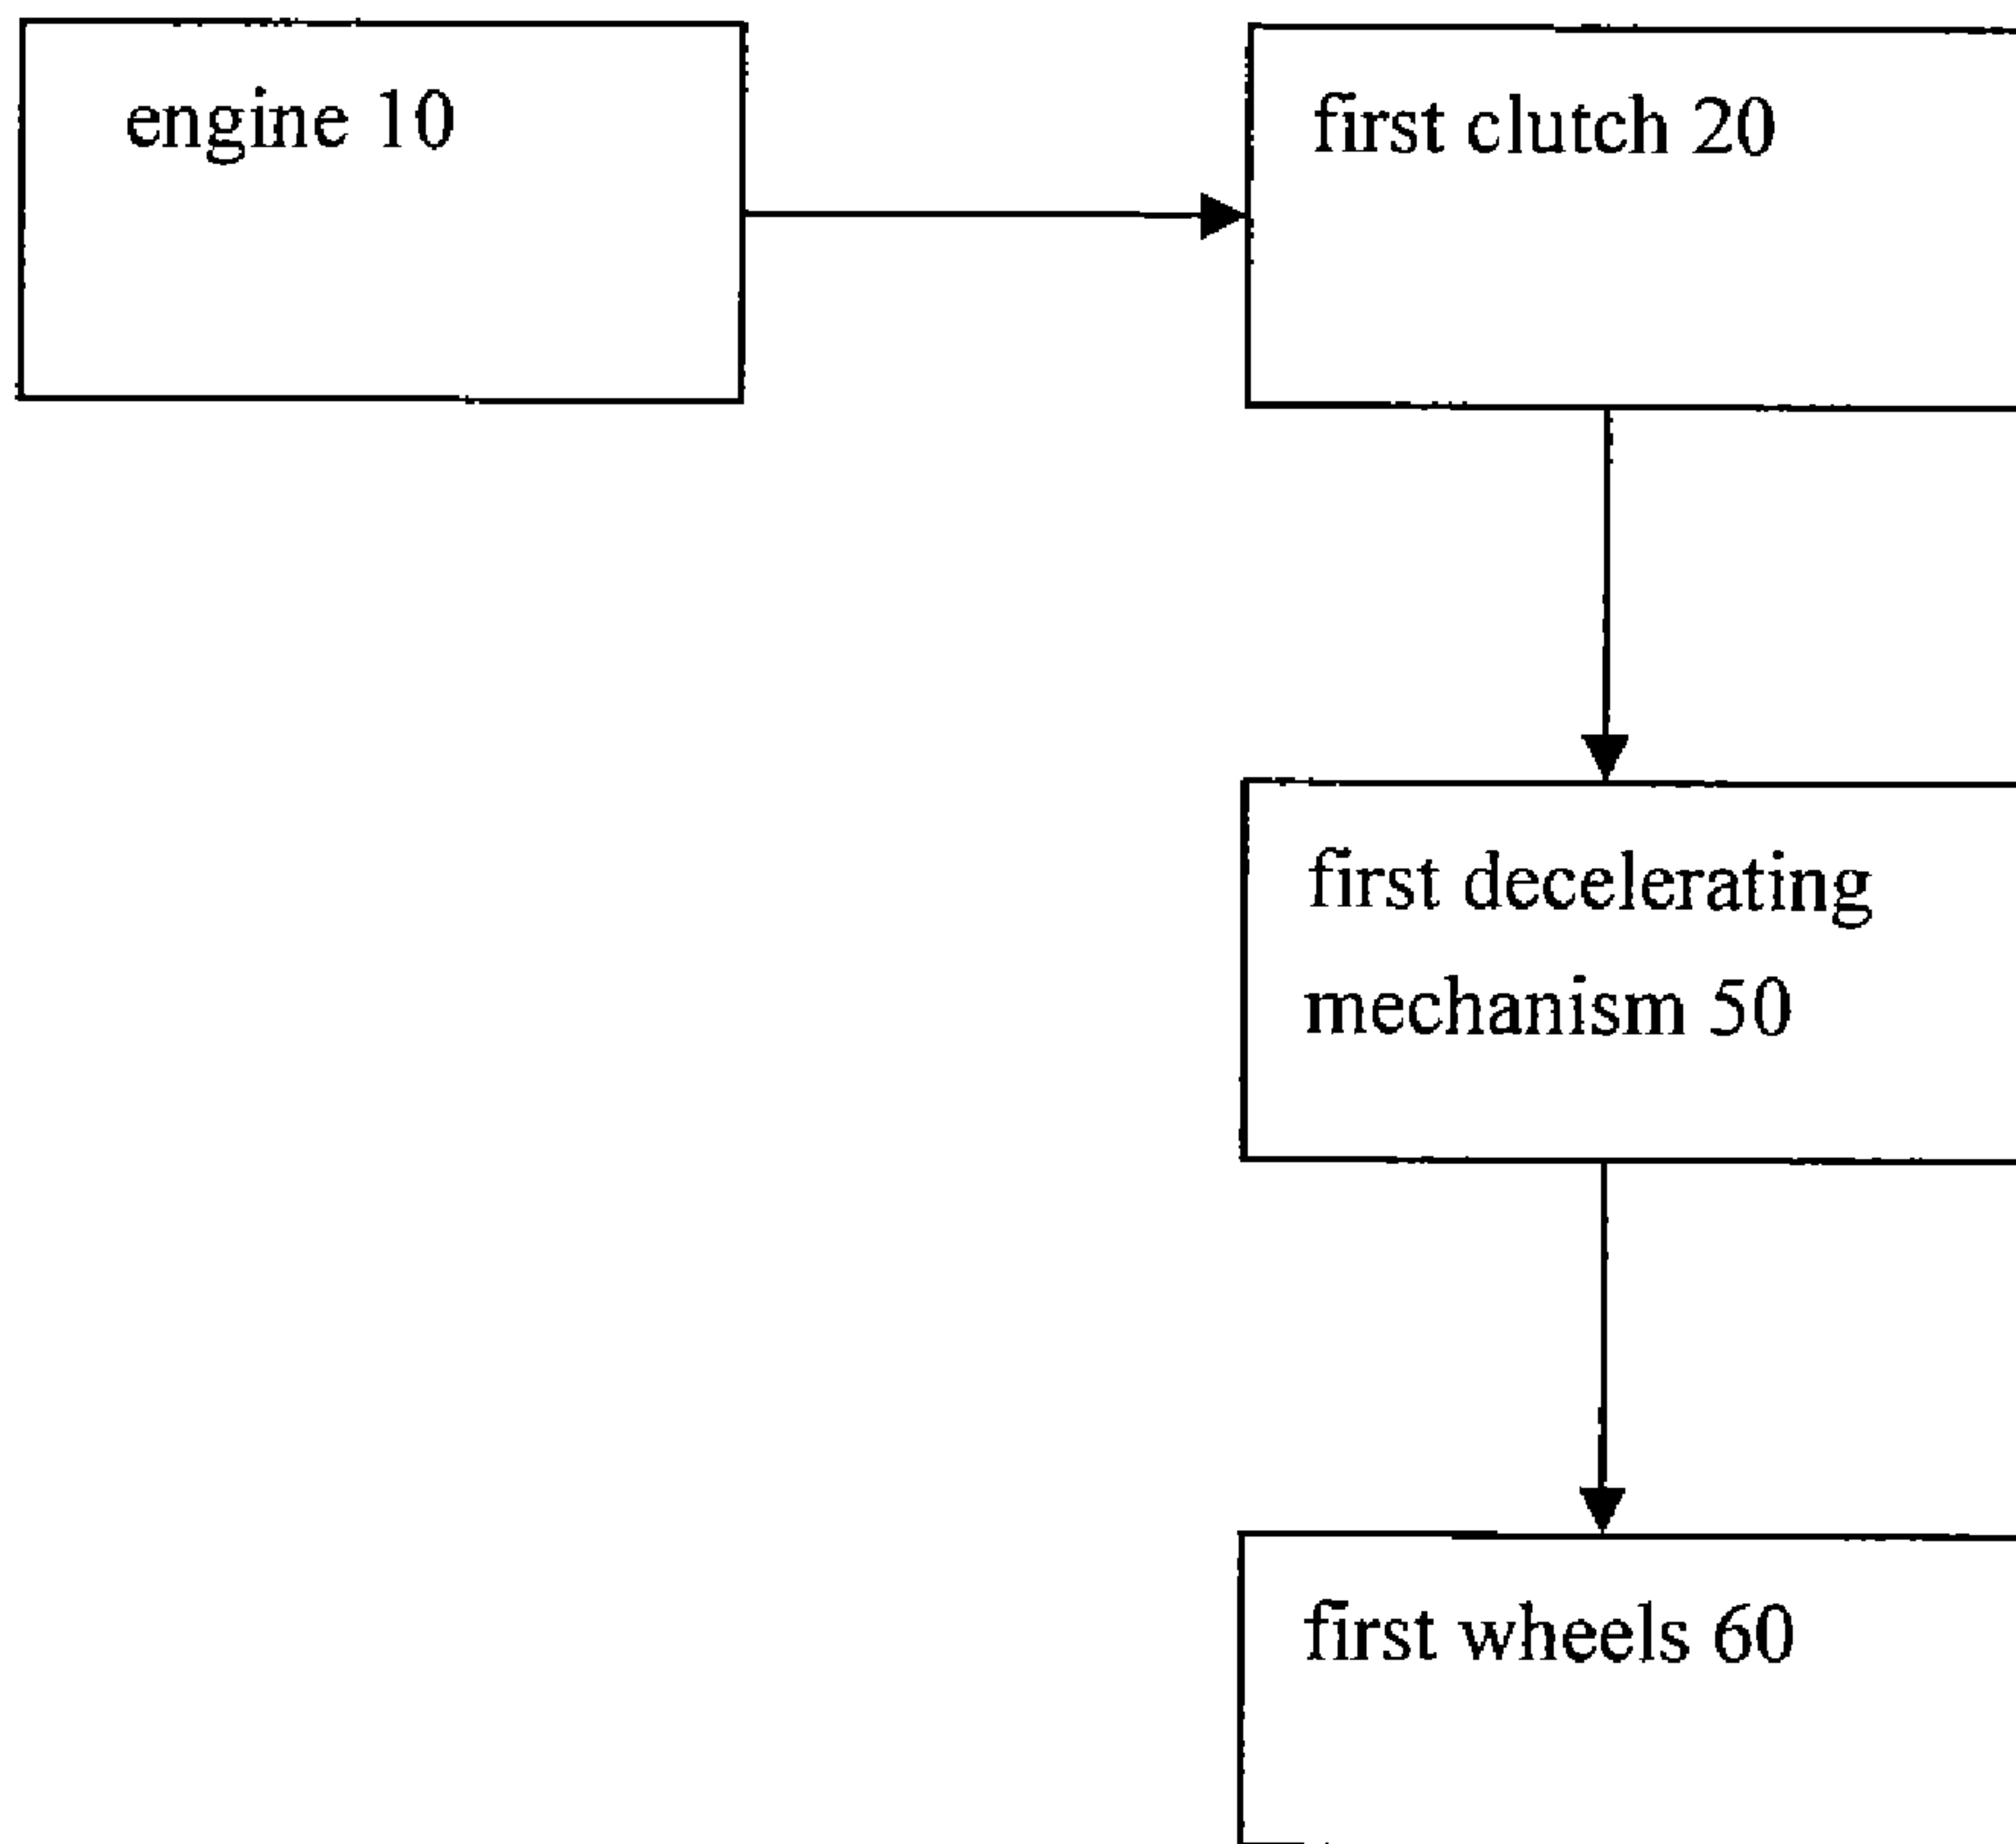 engine 10
first clutch 20
first decelerating
mechanism 50
first wheels 60